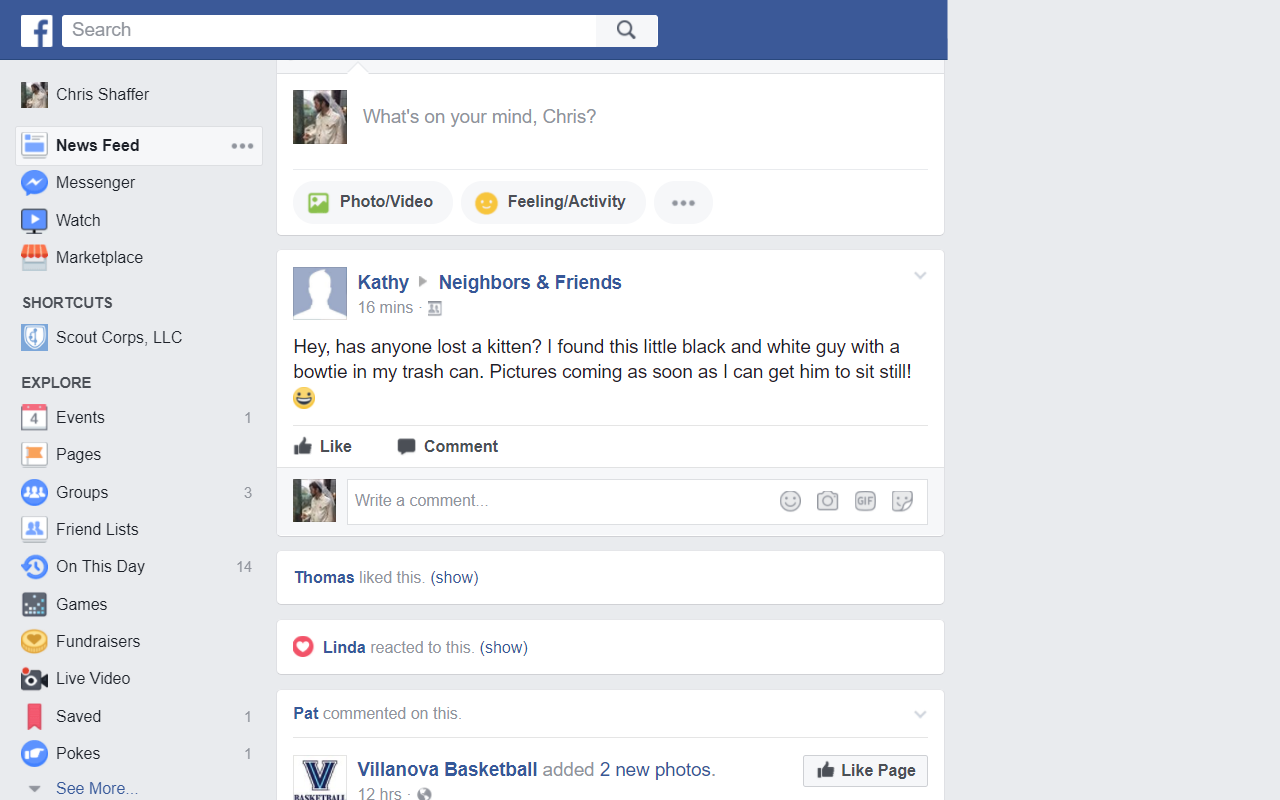 Search
Chris Shaffer
News Feed
Messenger
Watch
Marketplace
SHORTCUTS
Scout Corps, LLC
EXPLORE
4 Events 1
Pages
Groups 3
Friend Lists
On This Day 14
Games
Fundraisers
Live Video
Saved 1
Pokes 1
See More...
What's on your mind, Chris?
Photo/Video Feeling/Activity
Kathy Neighbors & Friends
16 mins ·
Hey, has anyone lost a kitten? I found this little black and white guy with a
bowtie in my trash can. Pictures coming as soon as I can get him to sit still!
😀
Like Comment
Write a comment... GIF
Thomas liked this. (show)
Linda reacted to this. (show)
Pat commented on this.
V
BASKETBALL
Villanova Basketball added 2 new photos.
12 hrs ·
Like Page